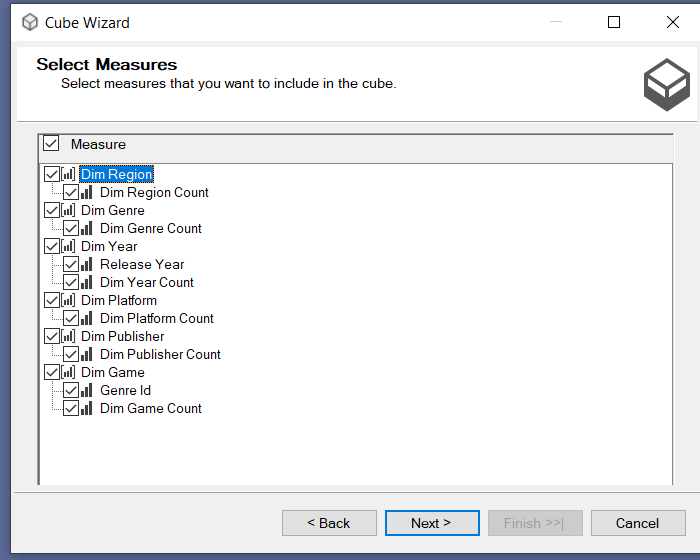 Cube Wizard
Select Measures
Select measures that you want to include in the cube.
Measure
Dim Region
Dim Region Count
Dim Genre
Dim Genre Count
Dim Year
Release Year
Dim Year Count
Dim Platform
Dim Platform Count
Dim Publisher
Dim Publisher Count
Dim Game
Genre Id
Dim Game Count
< Back Next > Finish >>| Cancel